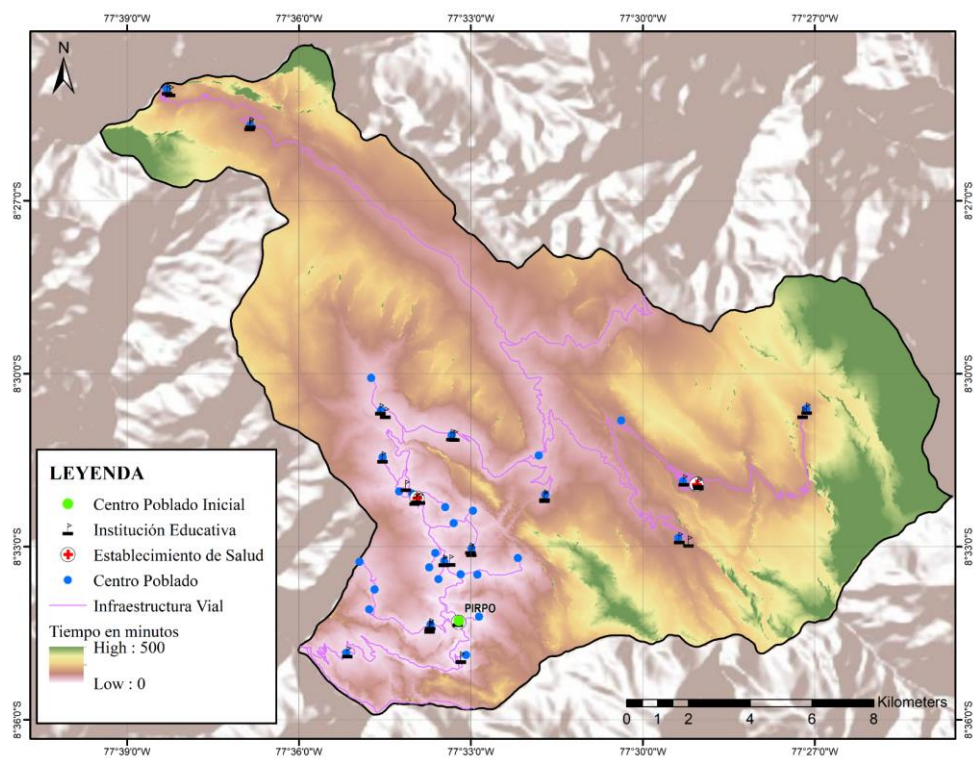 77°39'0"W 77°36'0"W 77°33'0"W 77°30'0"W 77°27'0"W
N
8°27'0"S 8°27'0"S
8°30'0"S 8°30'0"S
8°33'0"S 8°33'0"S
8°36'0"S 8°36'0"S
PIRPO
LEYENDA
Centro Poblado Inicial
Institución Educativa
Establecimiento de Salud
Centro Poblado
Infraestructura Vial
Tiempo en minutos
High : 500
Low : 0
Kilometers
0 1 2 4 6 8
77°39'0"W 77°36'0"W 77°33'0"W 77°30'0"W 77°27'0"W